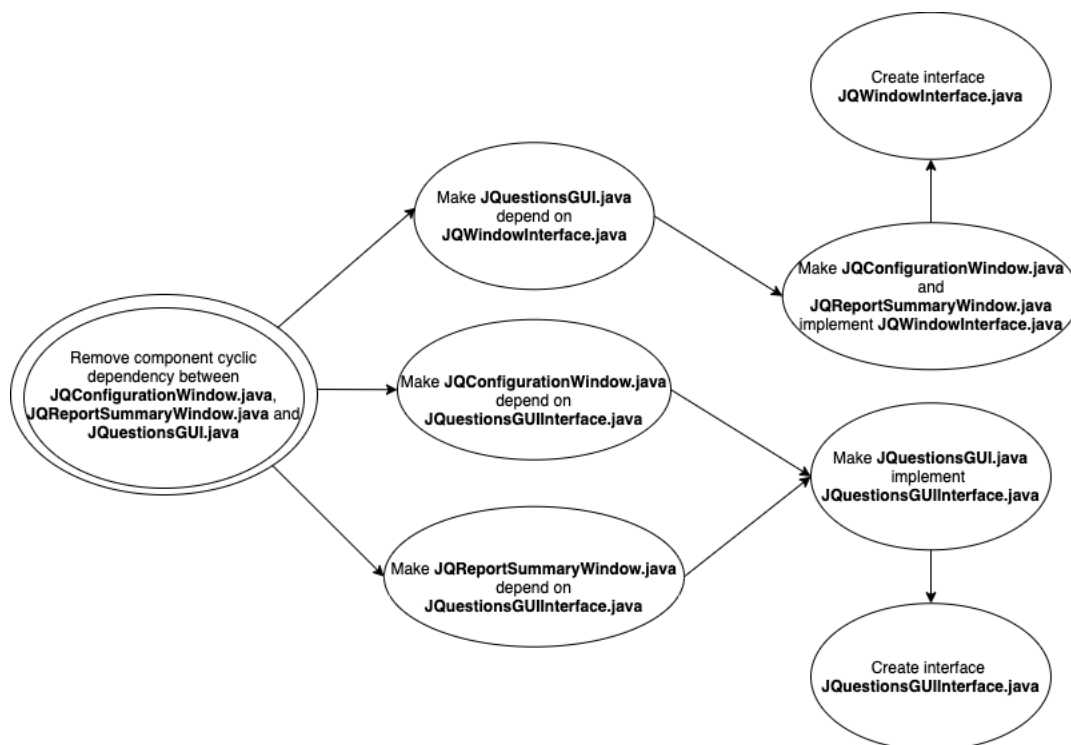 Create interface
JQWindowInterface.java
Make JQuestionsGUI.java
depend on
JQWindowInterface.java
Make JQConfigurationWindow.java
and
JQReportSummaryWindow.java
implement JQWindowInterface.java
Remove component cyclic
dependency between
JQConfigurationWindow.java,
JQReportSummaryWindow.java and
JQuestionsGUI.java
Make JQConfigurationWindow.java
depend on
JQuestionsGUIInterface.java
Make JQuestionsGUI.java
implement
JQuestionsGUIInterface.java
Make JQReportSummaryWindow.java
depend on
JQuestionsGUIInterface.java
Create interface
JQuestionsGUIInterface.java